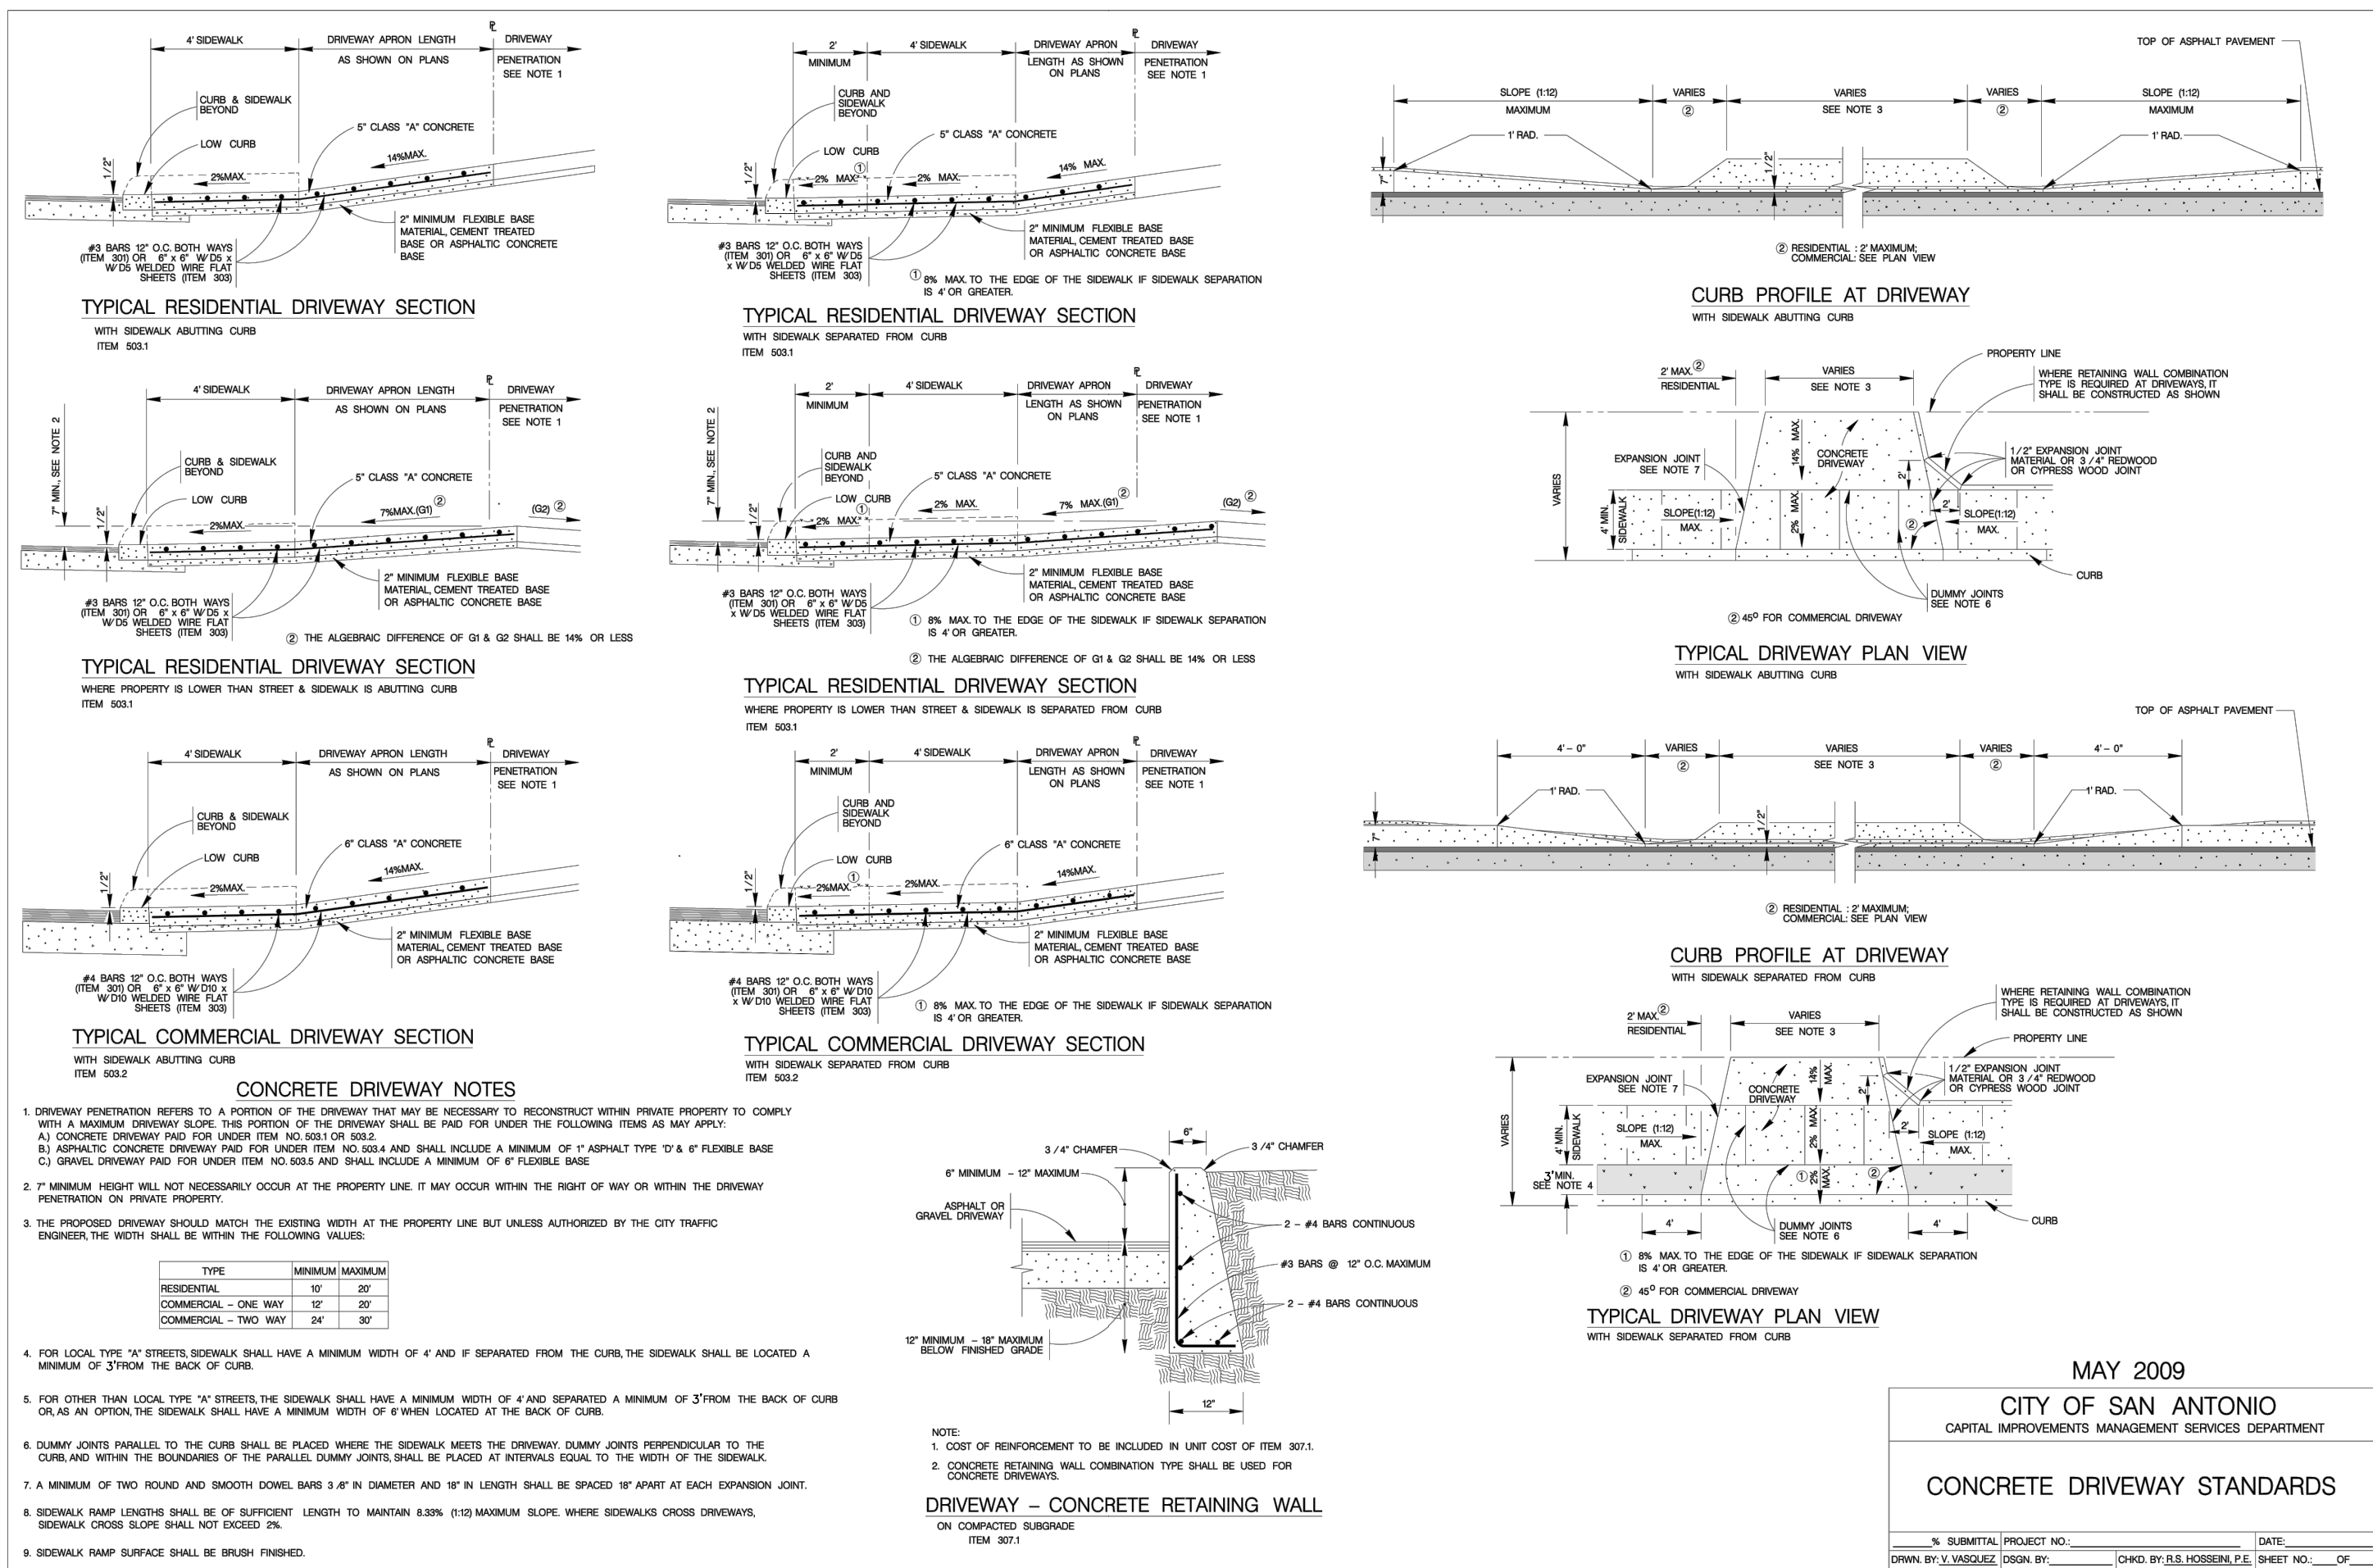 4' SIDEWALK
DRIVEWAY APRON LENGTH
AS SHOWN ON PLANS
PL
DRIVEWAY
PENETRATION
SEE NOTE 1
CURB & SIDEWALK
BEYOND
LOW CURB
5" CLASS "A" CONCRETE
14%MAX.
2%MAX.
1/2"
2" MINIMUM FLEXIBLE BASE
MATERIAL, CEMENT TREATED
BASE OR ASPHALTIC CONCRETE
BASE
#3 BARS 12" O.C. BOTH WAYS
(ITEM 301) OR 6" x 6" W/D5 x
W/D5 WELDED WIRE FLAT
SHEETS (ITEM 303)
TYPICAL RESIDENTIAL DRIVEWAY SECTION
WITH SIDEWALK ABUTTING CURB
ITEM 503.1
2'
MINIMUM
4' SIDEWALK
DRIVEWAY APRON
LENGTH AS SHOWN
ON PLANS
PL
DRIVEWAY
PENETRATION
SEE NOTE 1
CURB AND
SIDEWALK
BEYOND
LOW CURB
5" CLASS "A" CONCRETE
14% MAX.
1/2"
2% MAX. ①
2% MAX.
2" MINIMUM FLEXIBLE BASE
MATERIAL, CEMENT TREATED BASE
OR ASPHALTIC CONCRETE BASE
#3 BARS 12" O.C. BOTH WAYS
(ITEM 301) OR 6" x 6" W/D5
x W/D5 WELDED WIRE FLAT
SHEETS (ITEM 303)
① 8% MAX. TO THE EDGE OF THE SIDEWALK IF SIDEWALK SEPARATION
IS 4' OR GREATER.
TYPICAL RESIDENTIAL DRIVEWAY SECTION
WITH SIDEWALK SEPARATED FROM CURB
ITEM 503.1
TOP OF ASPHALT PAVEMENT
SLOPE (1:12)
MAXIMUM
VARIES
②
VARIES
SEE NOTE 3
VARIES
②
SLOPE (1:12)
MAXIMUM
1' RAD.
1' RAD.
7"
1/2"
② RESIDENTIAL : 2' MAXIMUM;
COMMERCIAL: SEE PLAN VIEW
CURB PROFILE AT DRIVEWAY
WITH SIDEWALK ABUTTING CURB
4' SIDEWALK
DRIVEWAY APRON LENGTH
AS SHOWN ON PLANS
PL
DRIVEWAY
PENETRATION
SEE NOTE 1
7" MIN., SEE NOTE 2
CURB & SIDEWALK
BEYOND
LOW CURB
5" CLASS "A" CONCRETE
7%MAX.(G1) ②
(G2) ②
1/2"
2%MAX.
2" MINIMUM FLEXIBLE BASE
MATERIAL, CEMENT TREATED BASE
OR ASPHALTIC CONCRETE BASE
#3 BARS 12" O.C. BOTH WAYS
(ITEM 301) OR 6" x 6" W/D5 x
W/D5 WELDED WIRE FLAT
SHEETS (ITEM 303)
② THE ALGEBRAIC DIFFERENCE OF G1 & G2 SHALL BE 14% OR LESS
TYPICAL RESIDENTIAL DRIVEWAY SECTION
WHERE PROPERTY IS LOWER THAN STREET & SIDEWALK IS ABUTTING CURB
ITEM 503.1
2'
MINIMUM
4' SIDEWALK
DRIVEWAY APRON
LENGTH AS SHOWN
ON PLANS
PL
DRIVEWAY
PENETRATION
SEE NOTE 1
7" MIN., SEE NOTE 2
CURB AND
SIDEWALK
BEYOND
LOW CURB
5" CLASS "A" CONCRETE
1/2"
2% MAX. ①
2% MAX.
7% MAX.(G1) ②
(G2) ②
2" MINIMUM FLEXIBLE BASE
MATERIAL, CEMENT TREATED BASE
OR ASPHALTIC CONCRETE BASE
#3 BARS 12" O.C. BOTH WAYS
(ITEM 301) OR 6" x 6" W/D5
x W/D5 WELDED WIRE FLAT
SHEETS (ITEM 303)
① 8% MAX. TO THE EDGE OF THE SIDEWALK IF SIDEWALK SEPARATION
IS 4' OR GREATER.
② THE ALGEBRAIC DIFFERENCE OF G1 & G2 SHALL BE 14% OR LESS
TYPICAL RESIDENTIAL DRIVEWAY SECTION
WHERE PROPERTY IS LOWER THAN STREET & SIDEWALK IS SEPARATED FROM CURB
ITEM 503.1
PROPERTY LINE
2' MAX. ②
RESIDENTIAL
VARIES
SEE NOTE 3
WHERE RETAINING WALL COMBINATION
TYPE IS REQUIRED AT DRIVEWAYS, IT
SHALL BE CONSTRUCTED AS SHOWN
EXPANSION JOINT
SEE NOTE 7
14% MAX.
CONCRETE
DRIVEWAY
2'
1/2" EXPANSION JOINT
MATERIAL OR 3/4" REDWOOD
OR CYPRESS WOOD JOINT
VARIES
4' MIN.
SIDEWALK
SLOPE(1:12)
MAX.
2% MAX.
②
2'
SLOPE(1:12)
MAX.
CURB
DUMMY JOINTS
SEE NOTE 6
② 45° FOR COMMERCIAL DRIVEWAY
TYPICAL DRIVEWAY PLAN VIEW
WITH SIDEWALK ABUTTING CURB
4' SIDEWALK
DRIVEWAY APRON LENGTH
AS SHOWN ON PLANS
PL
DRIVEWAY
PENETRATION
SEE NOTE 1
CURB & SIDEWALK
BEYOND
LOW CURB
6" CLASS "A" CONCRETE
14%MAX.
1/2"
2%MAX.
2" MINIMUM FLEXIBLE BASE
MATERIAL, CEMENT TREATED BASE
OR ASPHALTIC CONCRETE BASE
#4 BARS 12" O.C. BOTH WAYS
(ITEM 301) OR 6" x 6" W/D10 x
W/D10 WELDED WIRE FLAT
SHEETS (ITEM 303)
TYPICAL COMMERCIAL DRIVEWAY SECTION
WITH SIDEWALK ABUTTING CURB
ITEM 503.2
2'
MINIMUM
4' SIDEWALK
DRIVEWAY APRON
LENGTH AS SHOWN
ON PLANS
PL
DRIVEWAY
PENETRATION
SEE NOTE 1
CURB AND
SIDEWALK
BEYOND
LOW CURB
6" CLASS "A" CONCRETE
1/2"
2%MAX. ①
2%MAX.
14%MAX.
2" MINIMUM FLEXIBLE BASE
MATERIAL, CEMENT TREATED BASE
OR ASPHALTIC CONCRETE BASE
#4 BARS 12" O.C. BOTH WAYS
(ITEM 301) OR 6" x 6" W/D10
x W/D10 WELDED WIRE FLAT
SHEETS (ITEM 303)
① 8% MAX. TO THE EDGE OF THE SIDEWALK IF SIDEWALK SEPARATION
IS 4' OR GREATER.
TYPICAL COMMERCIAL DRIVEWAY SECTION
WITH SIDEWALK SEPARATED FROM CURB
ITEM 503.2
TOP OF ASPHALT PAVEMENT
4' – 0"
VARIES
②
VARIES
SEE NOTE 3
VARIES
②
4' – 0"
1' RAD.
1' RAD.
7"
1/2"
② RESIDENTIAL : 2' MAXIMUM;
COMMERCIAL: SEE PLAN VIEW
CURB PROFILE AT DRIVEWAY
WITH SIDEWALK SEPARATED FROM CURB
WHERE RETAINING WALL COMBINATION
TYPE IS REQUIRED AT DRIVEWAYS, IT
SHALL BE CONSTRUCTED AS SHOWN
2' MAX. ②
RESIDENTIAL
VARIES
SEE NOTE 3
PROPERTY LINE
EXPANSION JOINT
SEE NOTE 7
CONCRETE
DRIVEWAY
14% MAX.
2'
1/2" EXPANSION JOINT
MATERIAL OR 3/4" REDWOOD
OR CYPRESS WOOD JOINT
VARIES
4' MIN.
SIDEWALK
SLOPE (1:12)
MAX.
2% MAX.
2'
SLOPE (1:12)
MAX.
3'MIN.
SEE NOTE 4
① 2% MAX.
②
4'
DUMMY JOINTS
SEE NOTE 6
4'
CURB
① 8% MAX. TO THE EDGE OF THE SIDEWALK IF SIDEWALK SEPARATION
IS 4' OR GREATER.
② 45° FOR COMMERCIAL DRIVEWAY
TYPICAL DRIVEWAY PLAN VIEW
WITH SIDEWALK SEPARATED FROM CURB
CONCRETE DRIVEWAY NOTES
1. DRIVEWAY PENETRATION REFERS TO A PORTION OF THE DRIVEWAY THAT MAY BE NECESSARY TO RECONSTRUCT WITHIN PRIVATE PROPERTY TO COMPLY
WITH A MAXIMUM DRIVEWAY SLOPE. THIS PORTION OF THE DRIVEWAY SHALL BE PAID FOR UNDER THE FOLLOWING ITEMS AS MAY APPLY:
A.) CONCRETE DRIVEWAY PAID FOR UNDER ITEM NO. 503.1 OR 503.2.
B.) ASPHALTIC CONCRETE DRIVEWAY PAID FOR UNDER ITEM NO. 503.4 AND SHALL INCLUDE A MINIMUM OF 1" ASPHALT TYPE 'D' & 6" FLEXIBLE BASE
C.) GRAVEL DRIVEWAY PAID FOR UNDER ITEM NO. 503.5 AND SHALL INCLUDE A MINIMUM OF 6" FLEXIBLE BASE
2. 7" MINIMUM HEIGHT WILL NOT NECESSARILY OCCUR AT THE PROPERTY LINE. IT MAY OCCUR WITHIN THE RIGHT OF WAY OR WITHIN THE DRIVEWAY
PENETRATION ON PRIVATE PROPERTY.
3. THE PROPOSED DRIVEWAY SHOULD MATCH THE EXISTING WIDTH AT THE PROPERTY LINE BUT UNLESS AUTHORIZED BY THE CITY TRAFFIC
ENGINEER, THE WIDTH SHALL BE WITHIN THE FOLLOWING VALUES:
TYPE MINIMUM MAXIMUM
RESIDENTIAL 10' 20'
COMMERCIAL – ONE WAY 12' 20'
COMMERCIAL – TWO WAY 24' 30'
4. FOR LOCAL TYPE "A" STREETS, SIDEWALK SHALL HAVE A MINIMUM WIDTH OF 4' AND IF SEPARATED FROM THE CURB, THE SIDEWALK SHALL BE LOCATED A
MINIMUM OF 3'FROM THE BACK OF CURB.
5. FOR OTHER THAN LOCAL TYPE "A" STREETS, THE SIDEWALK SHALL HAVE A MINIMUM WIDTH OF 4' AND SEPARATED A MINIMUM OF 3'FROM THE BACK OF CURB
OR, AS AN OPTION, THE SIDEWALK SHALL HAVE A MINIMUM WIDTH OF 6' WHEN LOCATED AT THE BACK OF CURB.
6. DUMMY JOINTS PARALLEL TO THE CURB SHALL BE PLACED WHERE THE SIDEWALK MEETS THE DRIVEWAY. DUMMY JOINTS PERPENDICULAR TO THE
CURB, AND WITHIN THE BOUNDARIES OF THE PARALLEL DUMMY JOINTS, SHALL BE PLACED AT INTERVALS EQUAL TO THE WIDTH OF THE SIDEWALK.
7. A MINIMUM OF TWO ROUND AND SMOOTH DOWEL BARS 3/8" IN DIAMETER AND 18" IN LENGTH SHALL BE SPACED 18" APART AT EACH EXPANSION JOINT.
8. SIDEWALK RAMP LENGTHS SHALL BE OF SUFFICIENT LENGTH TO MAINTAIN 8.33% (1:12) MAXIMUM SLOPE. WHERE SIDEWALKS CROSS DRIVEWAYS,
SIDEWALK CROSS SLOPE SHALL NOT EXCEED 2%.
9. SIDEWALK RAMP SURFACE SHALL BE BRUSH FINISHED.
6"
3/4" CHAMFER
3/4" CHAMFER
6" MINIMUM – 12" MAXIMUM
ASPHALT OR
GRAVEL DRIVEWAY
2 – #4 BARS CONTINUOUS
#3 BARS @ 12" O.C. MAXIMUM
2 – #4 BARS CONTINUOUS
12" MINIMUM – 18" MAXIMUM
BELOW FINISHED GRADE
12"
NOTE:
1. COST OF REINFORCEMENT TO BE INCLUDED IN UNIT COST OF ITEM 307.1.
2. CONCRETE RETAINING WALL COMBINATION TYPE SHALL BE USED FOR
CONCRETE DRIVEWAYS.
DRIVEWAY – CONCRETE RETAINING WALL
ON COMPACTED SUBGRADE
ITEM 307.1
MAY 2009
CITY OF SAN ANTONIO
CAPITAL IMPROVEMENTS MANAGEMENT SERVICES DEPARTMENT
CONCRETE DRIVEWAY STANDARDS
% SUBMITTAL PROJECT NO.: DATE:
DRWN. BY: V. VASQUEZ DSGN. BY: CHKD. BY: R.S. HOSSEINI, P.E. SHEET NO.: OF